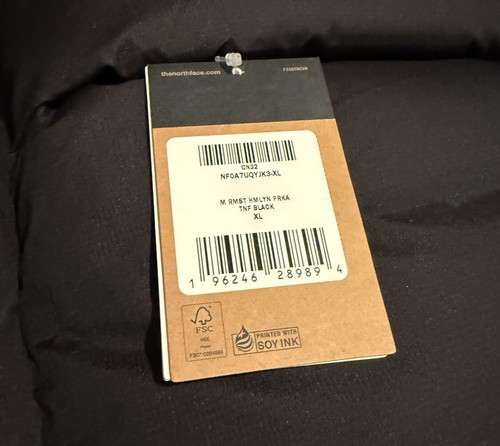 thenorthface.com
CN32
NF0A7UQYJK3-XL
M RMST HMLYN PRKA
TNF BLACK
XL
1 96246 28989 4
FSC
MIX
Paper
PRINTED WITH
SOY INK